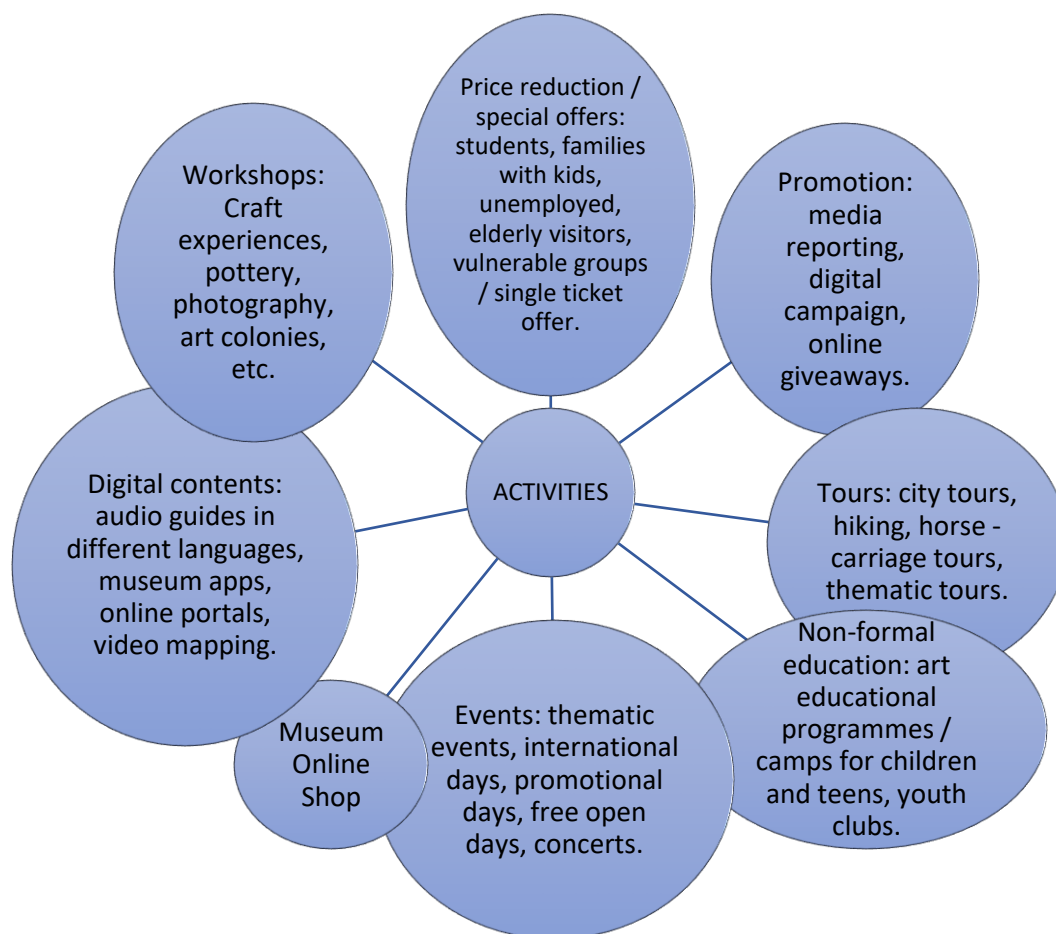 Price reduction /
special offers:
students, families
with kids,
unemployed,
elderly visitors,
vulnerable groups
/ single ticket
offer.
Promotion:
media
reporting,
digital
campaign,
online
giveaways.
Tours: city tours,
hiking, horse -
carriage tours,
thematic tours.
Non-formal
education: art
educational
programmes /
camps for children
and teens, youth
clubs.
Events: thematic
events, international
days, promotional
days, free open
days, concerts.
Museum
Online
Shop
Digital contents:
audio guides in
different languages,
museum apps,
online portals,
video mapping.
Workshops:
Craft
experiences,
pottery,
photography,
art colonies,
etc.
ACTIVITIES